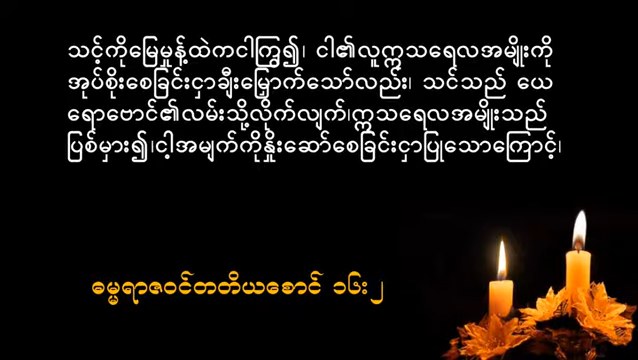 သင့်ကိုမြေမှုန့်ထဲကငါကြွ၍၊ ငါ၏လူဣသရေလအမျိုးကို
အုပ်စိုးစေခြင်းငှာချီးမြှောက်သော်လည်း၊ သင်သည် ယေ
ရောဗောင်၏လမ်းသို့လိုက်လျက်၊ဣသရေလအမျိုးသည်
ပြစ်မှား၍၊ငါ့အမျက်ကိုနှိုးဆော်စေခြင်းငှာပြုသောကြောင့်၊
ဓမ္မရာဇဝင်တတိယစောင် ၁၆း၂